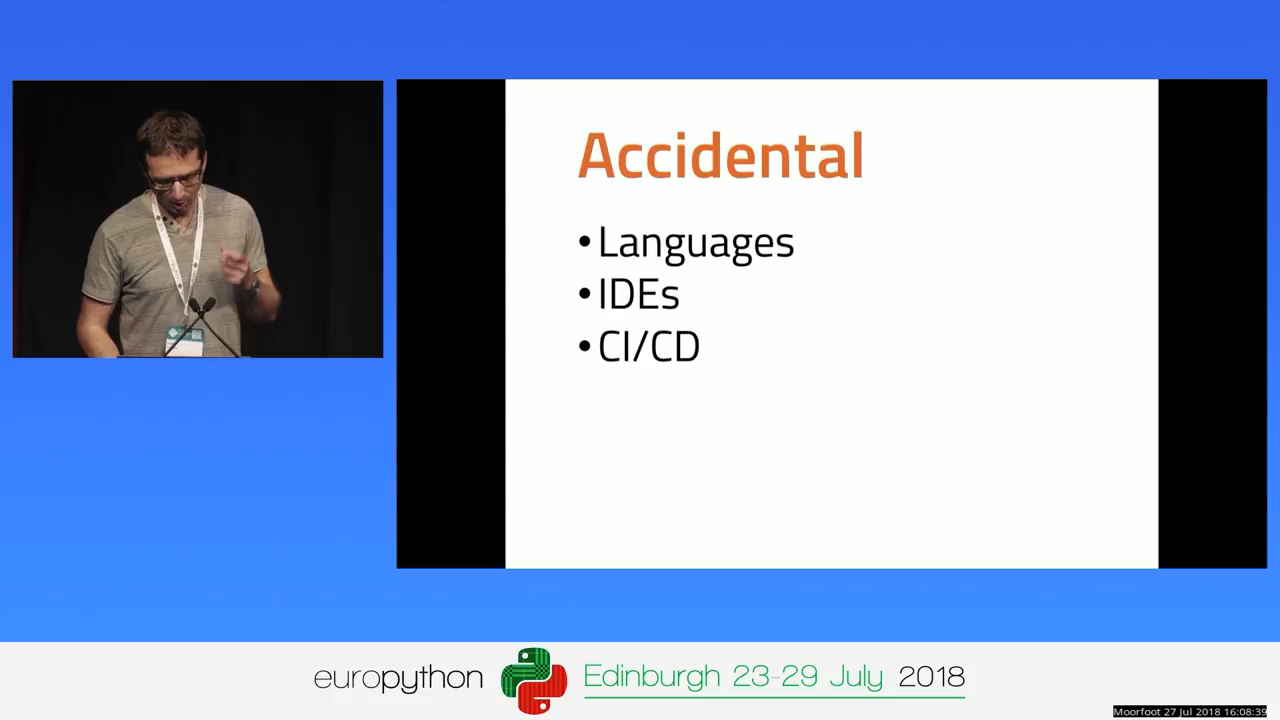 Accidental
• Languages
• IDEs
• CI/CD
europython Edinburgh 23-29 July 2018
Moorfoot 27 Jul 2018 16:08:39